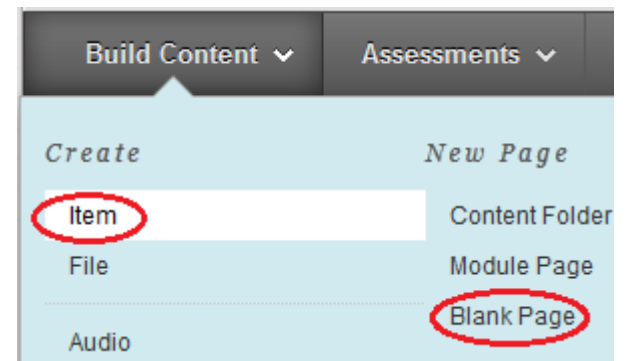 Build Content Assessments
Create New Page
Item Content Folder
File Module Page
Blank Page
Audio